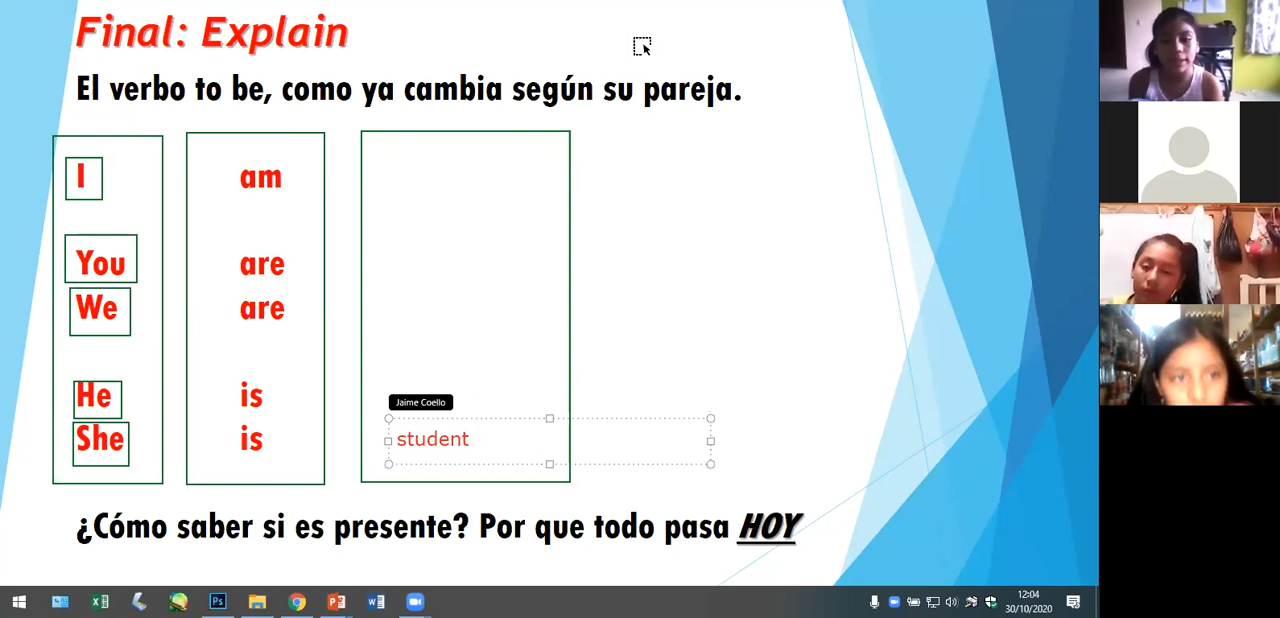 Final: Explain
El verbo to be, como ya cambia según su pareja.
I am
You are
We are
He is
Jaime Coello
She is student
¿Cómo saber si es presente? Por que todo pasa HOY
Ps
12:04
30/10/2020